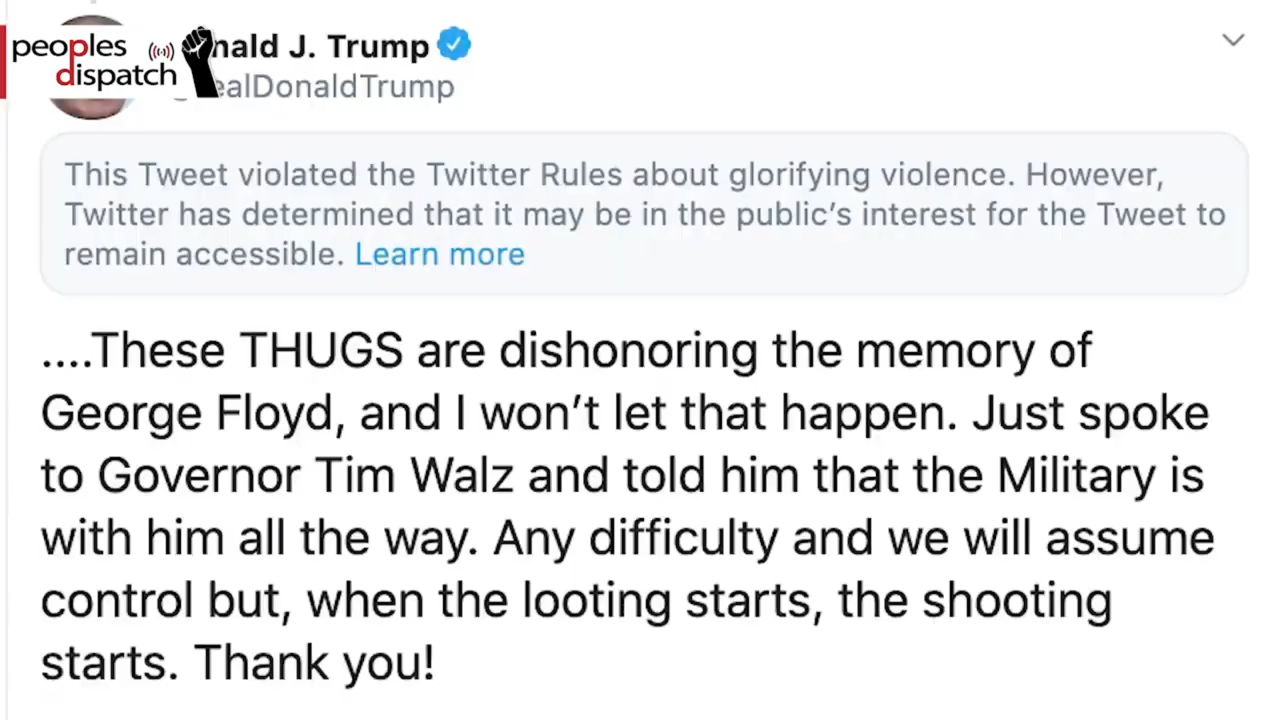 peoples
dispatch
nald J. Trump
ealDonaldTrump
This Tweet violated the Twitter Rules about glorifying violence. However,
Twitter has determined that it may be in the public's interest for the Tweet to
remain accessible. Learn more
....These THUGS are dishonoring the memory of
George Floyd, and I won't let that happen. Just spoke
to Governor Tim Walz and told him that the Military is
with him all the way. Any difficulty and we will assume
control but, when the looting starts, the shooting
starts. Thank you!